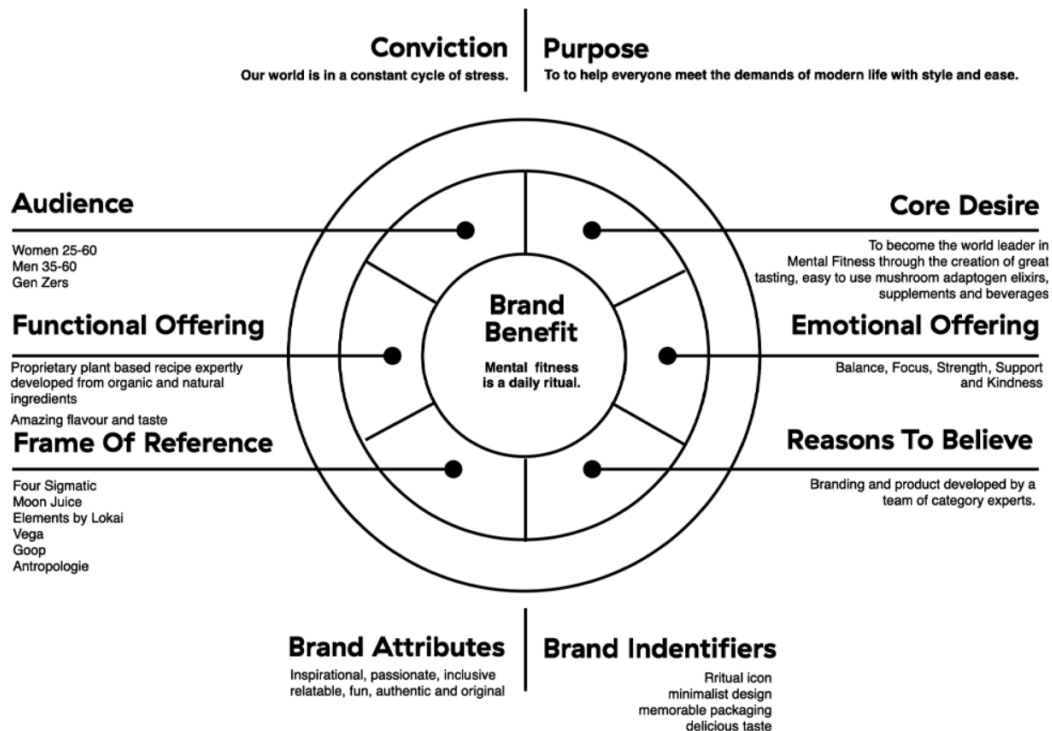 Conviction
Our world is in a constant cycle of stress.
Purpose
To to help everyone meet the demands of modern life with style and ease.
Audience
Women 25-60
Men 35-60
Gen Zers
Functional Offering
Proprietary plant based recipe expertly
developed from organic and natural
ingredients
Amazing flavour and taste
Frame Of Reference
Four Sigmatic
Moon Juice
Elements by Lokai
Vega
Goop
Antropologie
Brand
Benefit
Mental fitness
is a daily ritual.
Core Desire
To become the world leader in
Mental Fitness through the creation of great
tasting, easy to use mushroom adaptogen elixirs,
supplements and beverages
Emotional Offering
Balance, Focus, Strength, Support
and Kindness
Reasons To Believe
Branding and product developed by a
team of category experts.
Brand Attributes
Inspirational, passionate, inclusive
relatable, fun, authentic and original
Brand Indentifiers
Rritual icon
minimalist design
memorable packaging
delicious taste